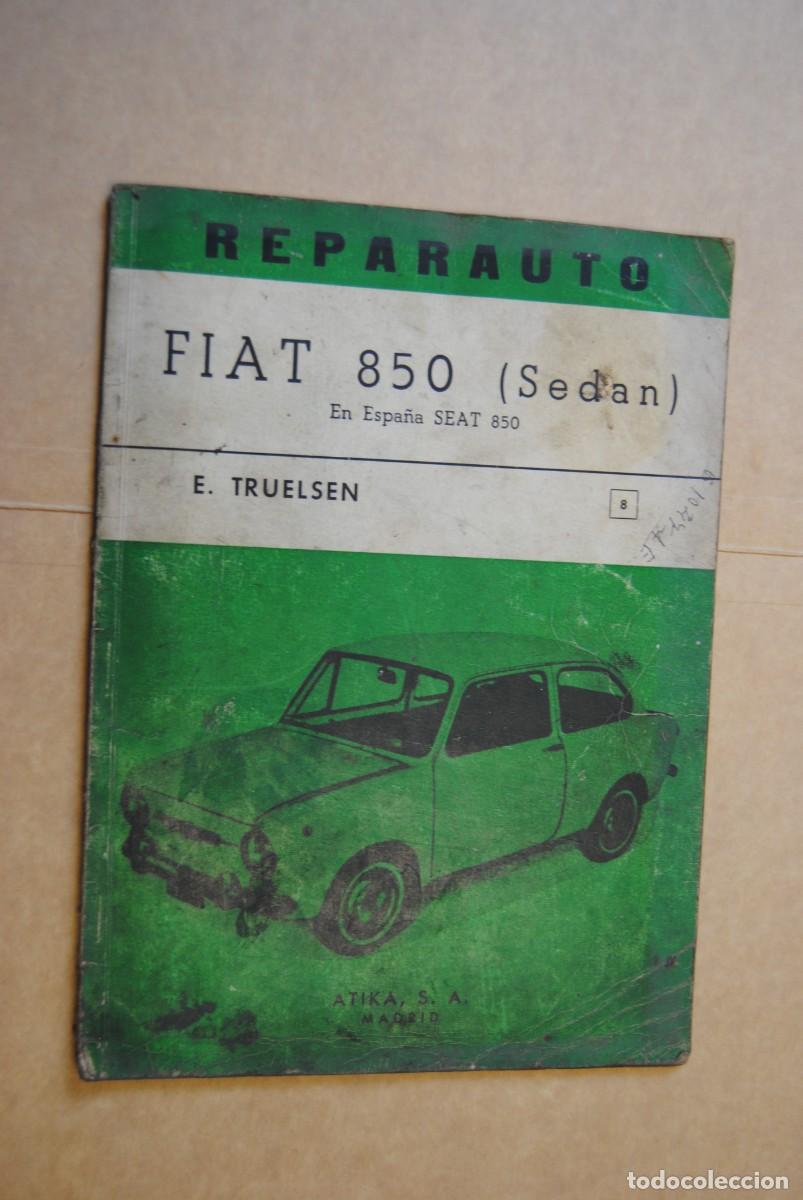 REPARAUTO
FIAT 850 (Sedan)
En España SEAT 850
E. TRUELSEN
8
ATIKA, S. A.
MADRID
todocoleccion